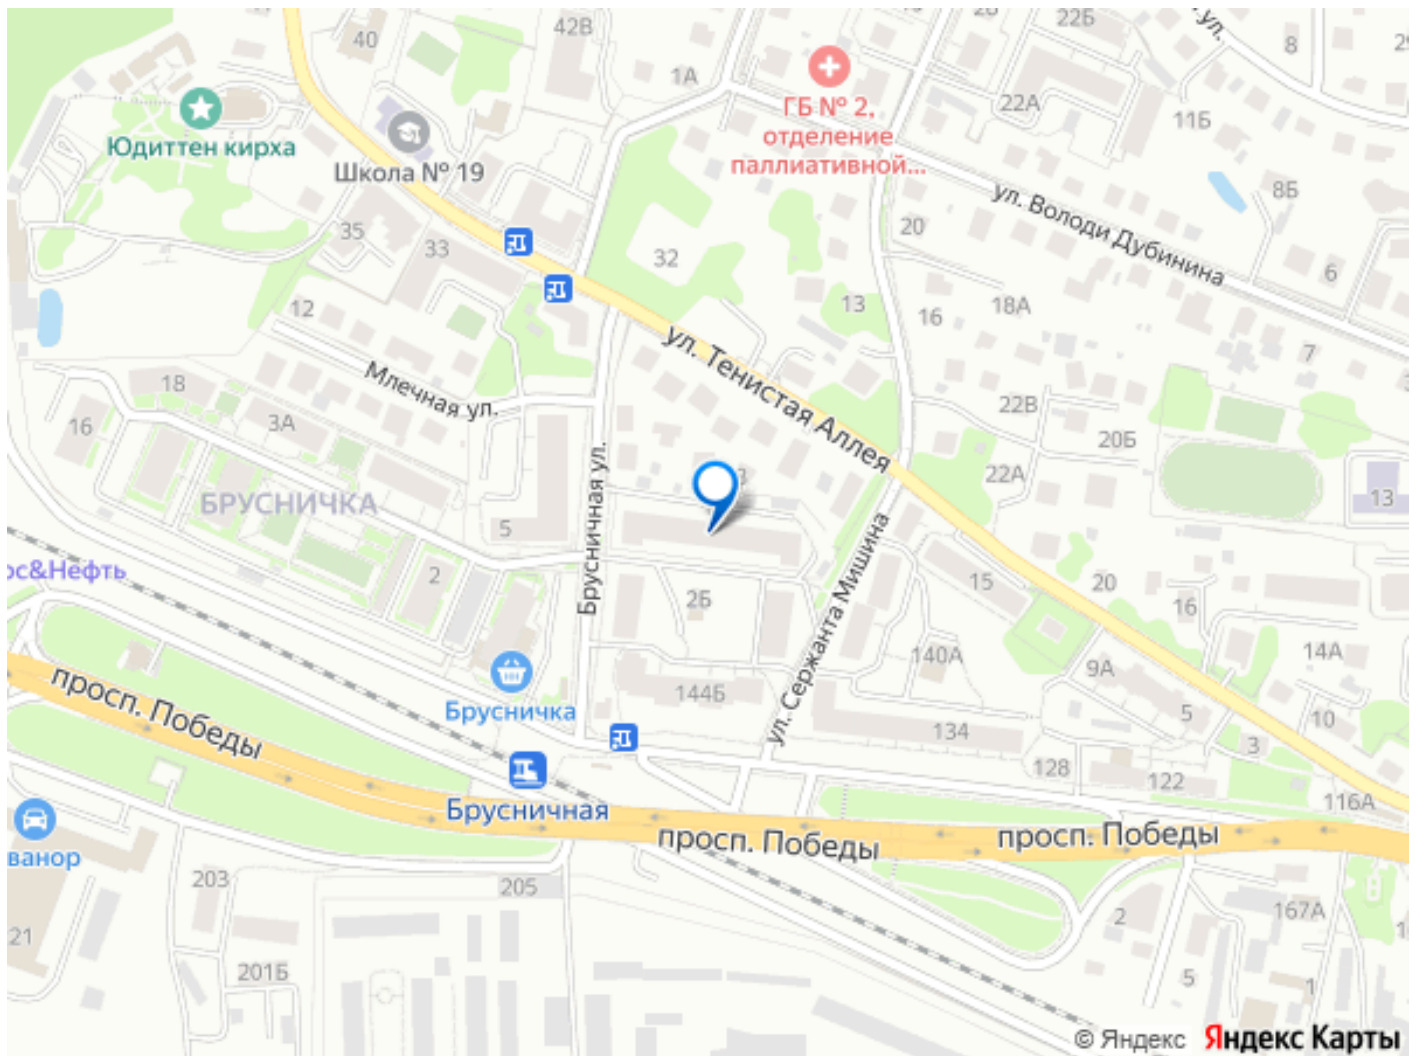 40
42В
22Б
8
1А
ГБ № 2,
отделение
паллиативной...
22А
11Б
Юдиттен кирха
Школа № 19
8Б
ул. Володи Дубинина
20
35
33
32
6
12
13
16
18А
7
ул. Тенистая Аллея
Млечная ул.
18
3А
16
22В
20Б
22А
13
БРУСНИЧКА
5
Брусничная ул.
ул. Сержанта Мишина
ос&Нефть
2
2Б
15
20
16
14А
140А
9А
144Б
5
10
просп. Победы
Брусничка
134
3
128
122
116А
Брусничная
просп. Победы
просп. Победы
ванор
203
205
2
167А
21
201Б
5
1
© Яндекс Яндекс Карты